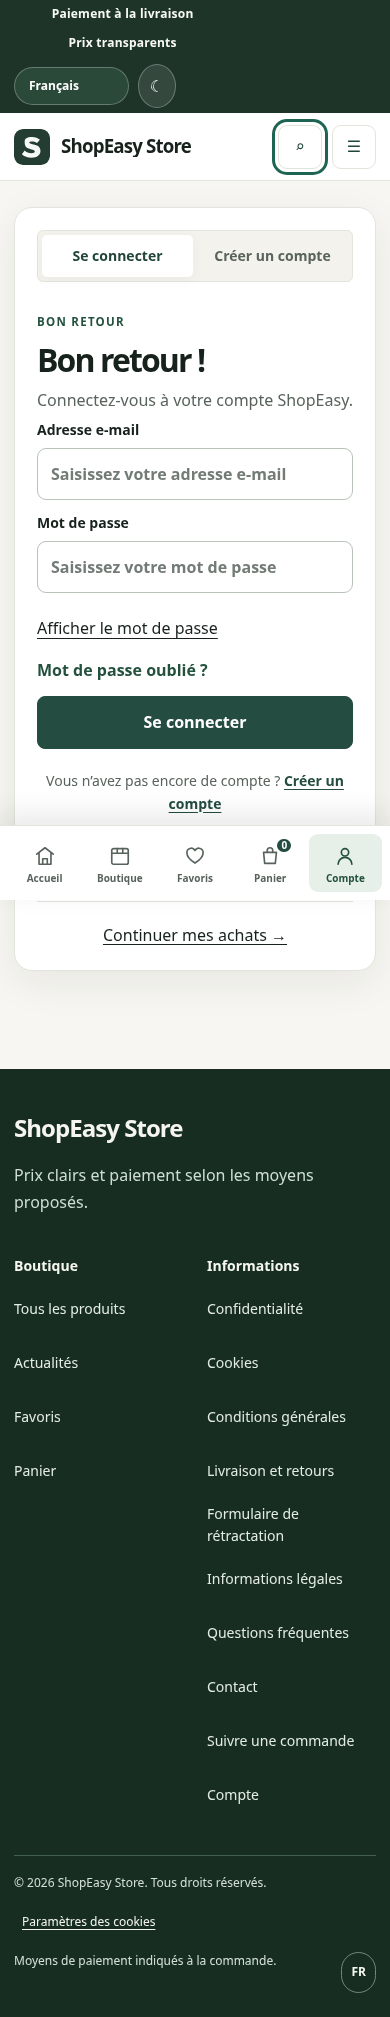 Paiement à la livraison
Prix transparents
Français
ShopEasy Store
Se connecter
Créer un compte
BON RETOUR
Bon retour !
Connectez-vous à votre compte ShopEasy.
Adresse e-mail
Saisissez votre adresse e-mail
Mot de passe
Saisissez votre mot de passe
Afficher le mot de passe
Mot de passe oublié ?
Se connecter
Vous n’avez pas encore de compte ? Créer un
compte
0
Accueil
Boutique
Favoris
Panier
Compte
Continuer mes achats →
ShopEasy Store
Prix clairs et paiement selon les moyens
proposés.
Boutique
Tous les produits
Actualités
Favoris
Panier
Informations
Confidentialité
Cookies
Conditions générales
Livraison et retours
Formulaire de
rétractation
Informations légales
Questions fréquentes
Contact
Suivre une commande
Compte
© 2026 ShopEasy Store. Tous droits réservés.
Paramètres des cookies
Moyens de paiement indiqués à la commande.
FR